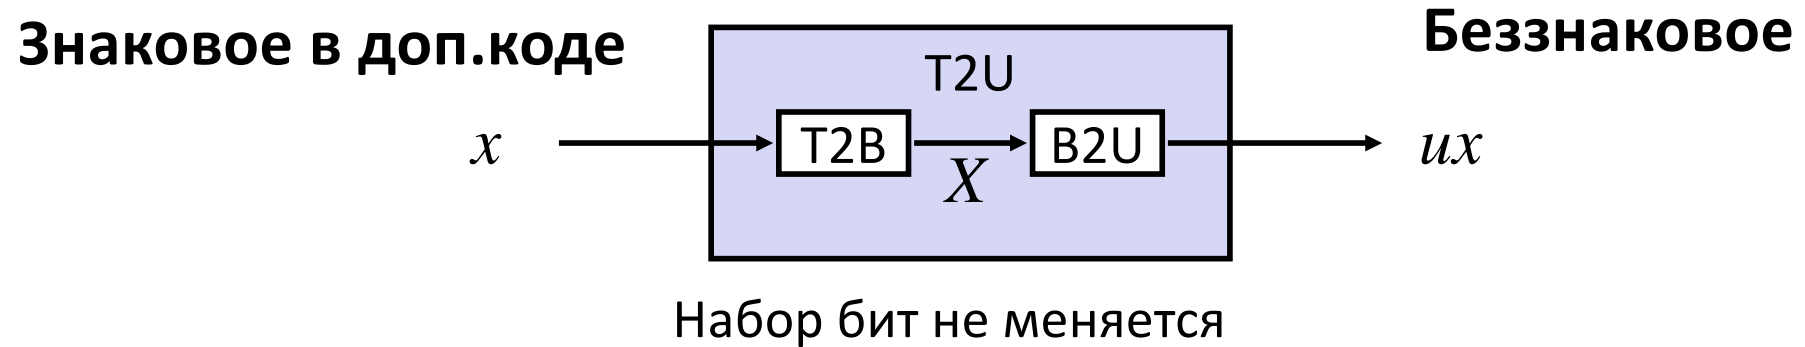 Знаковое в доп.коде
Беззнаковое
T2U
x
T2B
B2U
ux
X
Набор бит не меняется